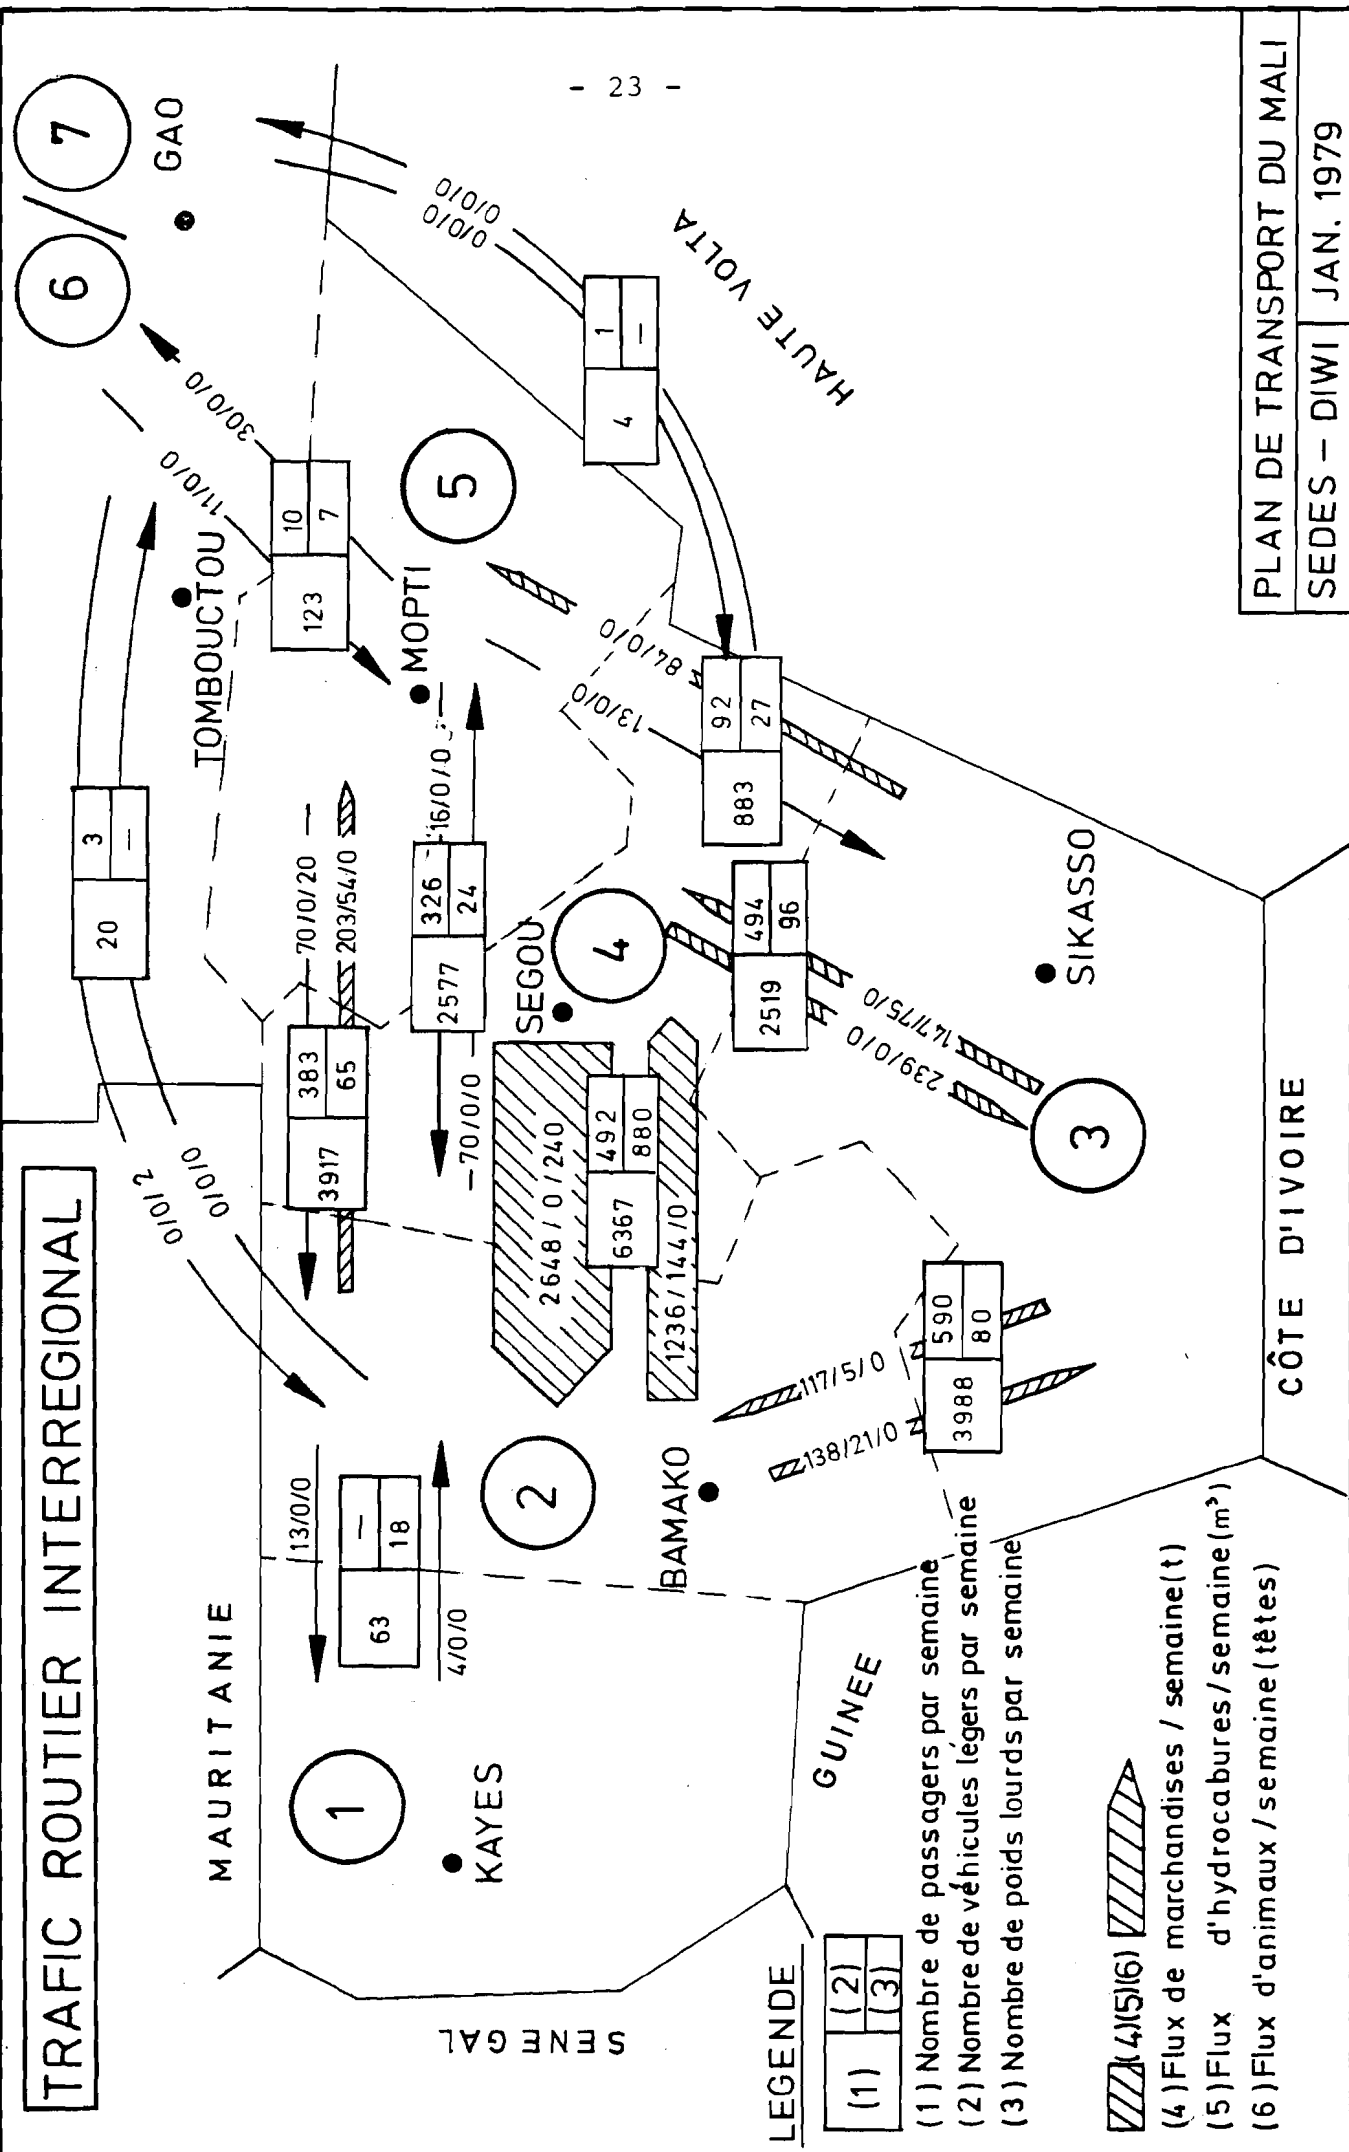 - 23 -
TRAFIC ROUTIER INTERREGIONAL
MAURITANIE
SENEGAL
GUINEE
CÔTE D'IVOIRE
HAUTE VOLTA
1
KAYES
2
BAMAKO
3
SIKASSO
4
SEGOU
5
MOPTI
TOMBOUCTOU
6 / 7
GAO
13/0/0
63 - 18
4/0/0
0/0/2
0/0/0
20 3 -
70/0/20
203/54/0
3917 383 65
16/0/0
70/0/0
2577 326 24
2648/0/240
6367 492 880
1236/144/0
117/5/0
138/21/0
3988 590 80
147/75/0
239/0/0
2519 494 96
84/0/0
13/0/0
883 92 27
11/0/0
30/0/0
123 10 7
0/0/0
0/0/0
4 1 -
LEGENDE
(1) (2) (3)
(1) Nombre de passagers par semaine
(2) Nombre de véhicules légers par semaine
(3) Nombre de poids lourds par semaine
(4)(5)(6)
(4) Flux de marchandises / semaine (t)
(5) Flux d'hydrocabures / semaine (m³)
(6) Flux d'animaux / semaine (têtes)
PLAN DE TRANSPORT DU MALI
SEDES - DIWI JAN. 1979